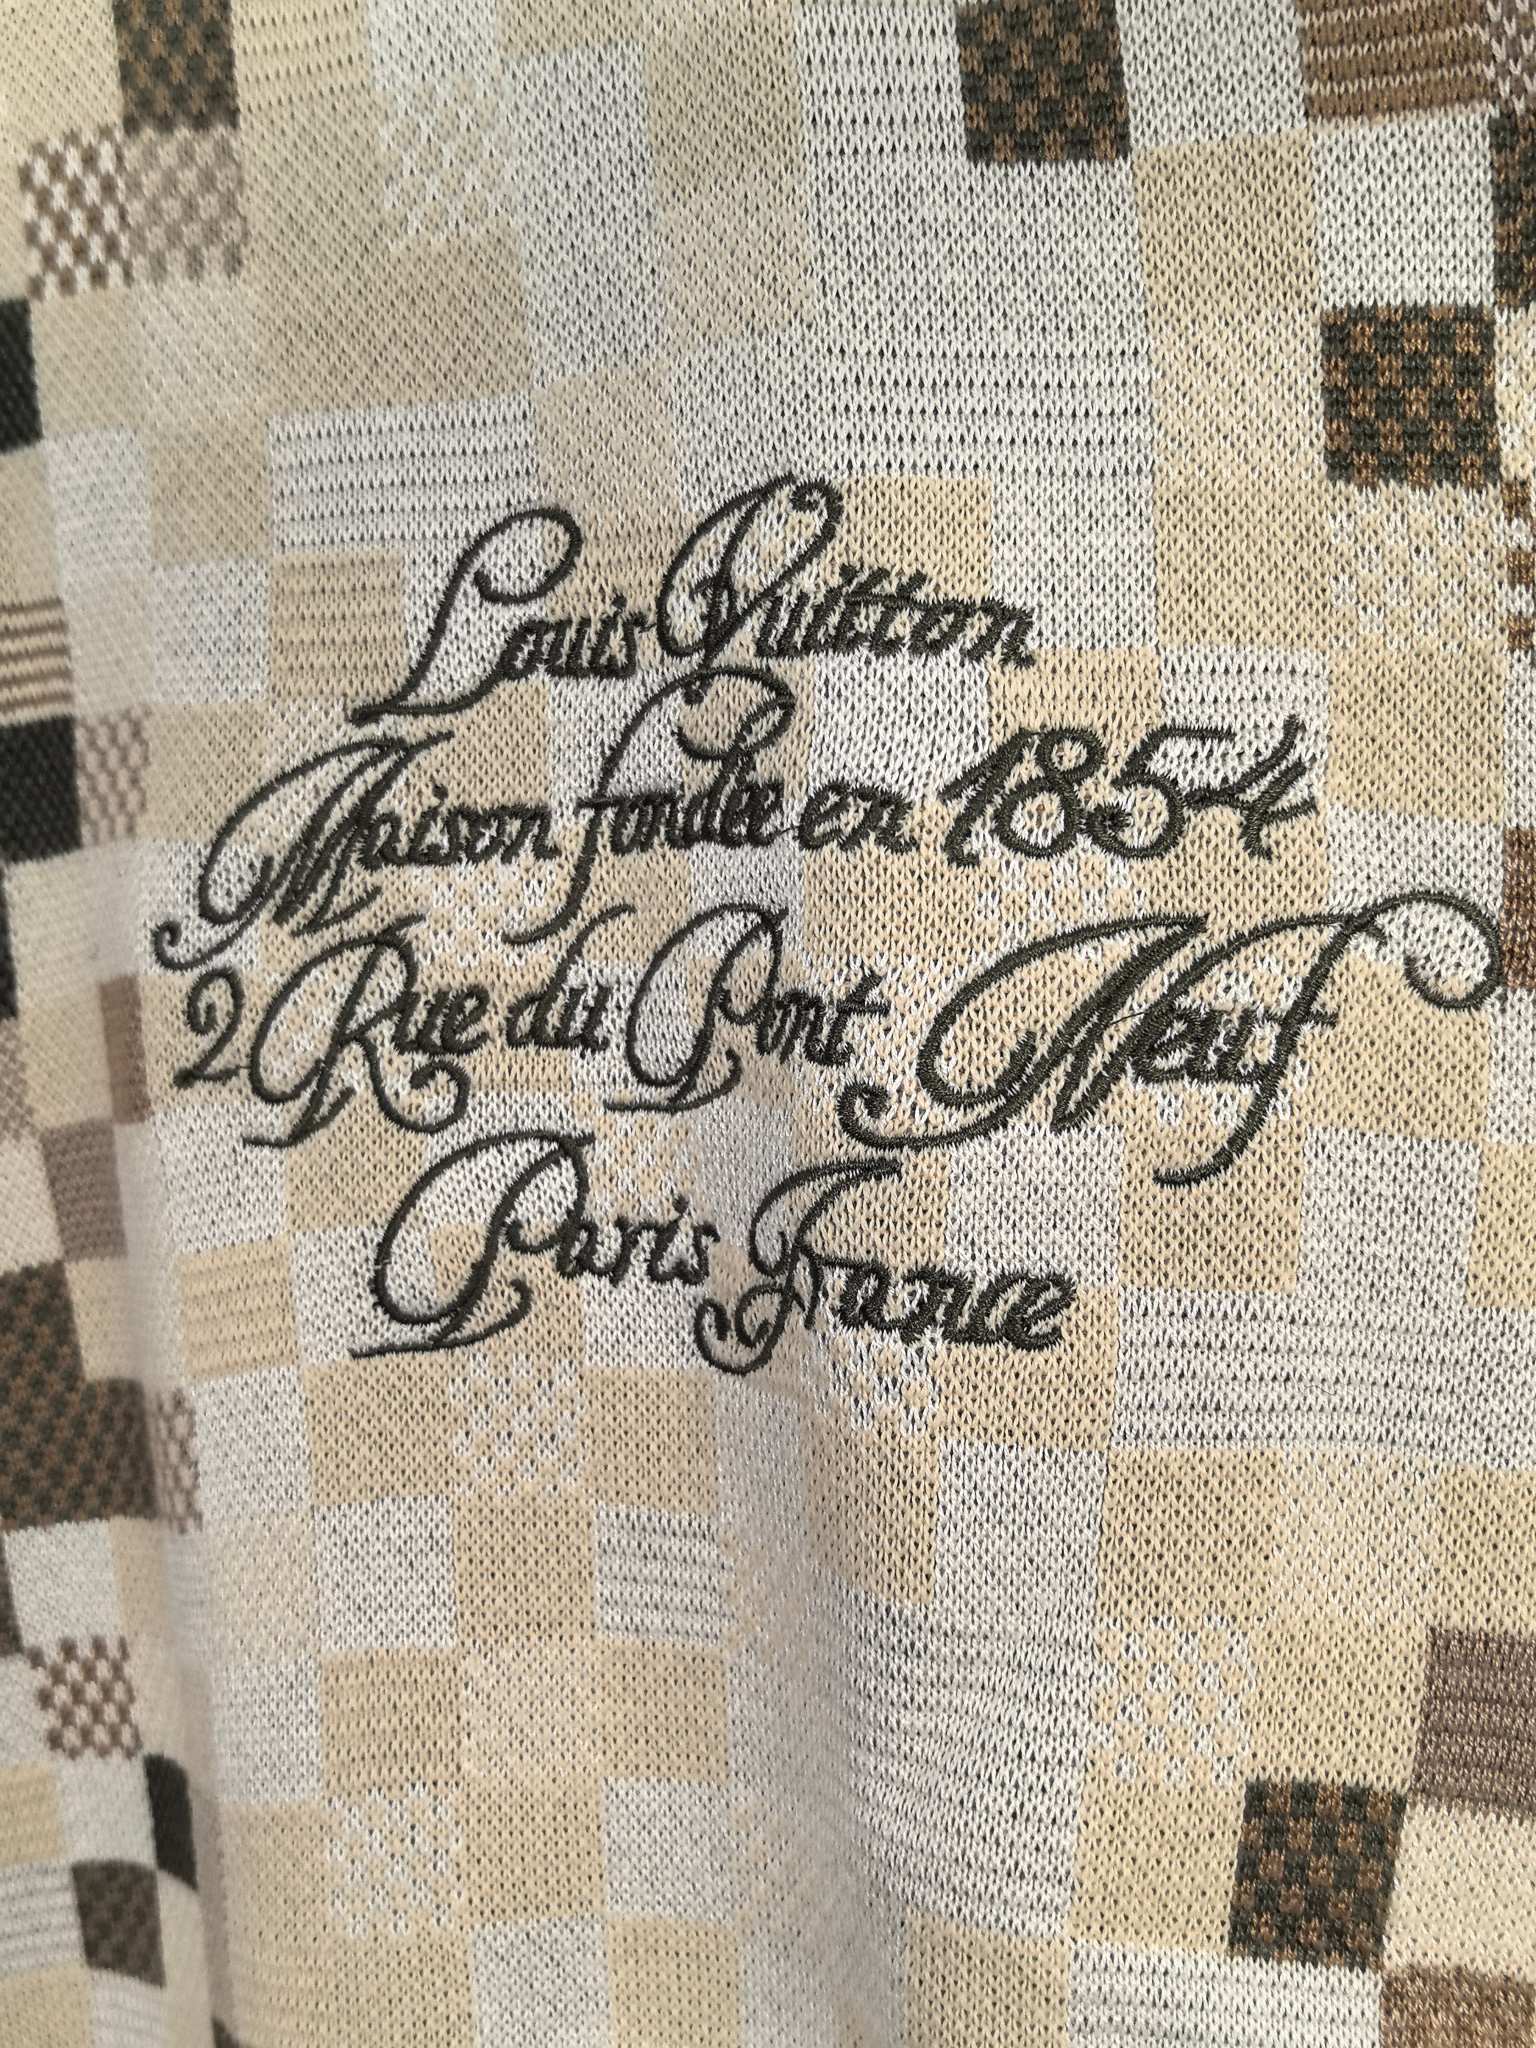 Louis Vuitton
Maison fondée en 1854
2 Rue du Pont Neuf
Paris France